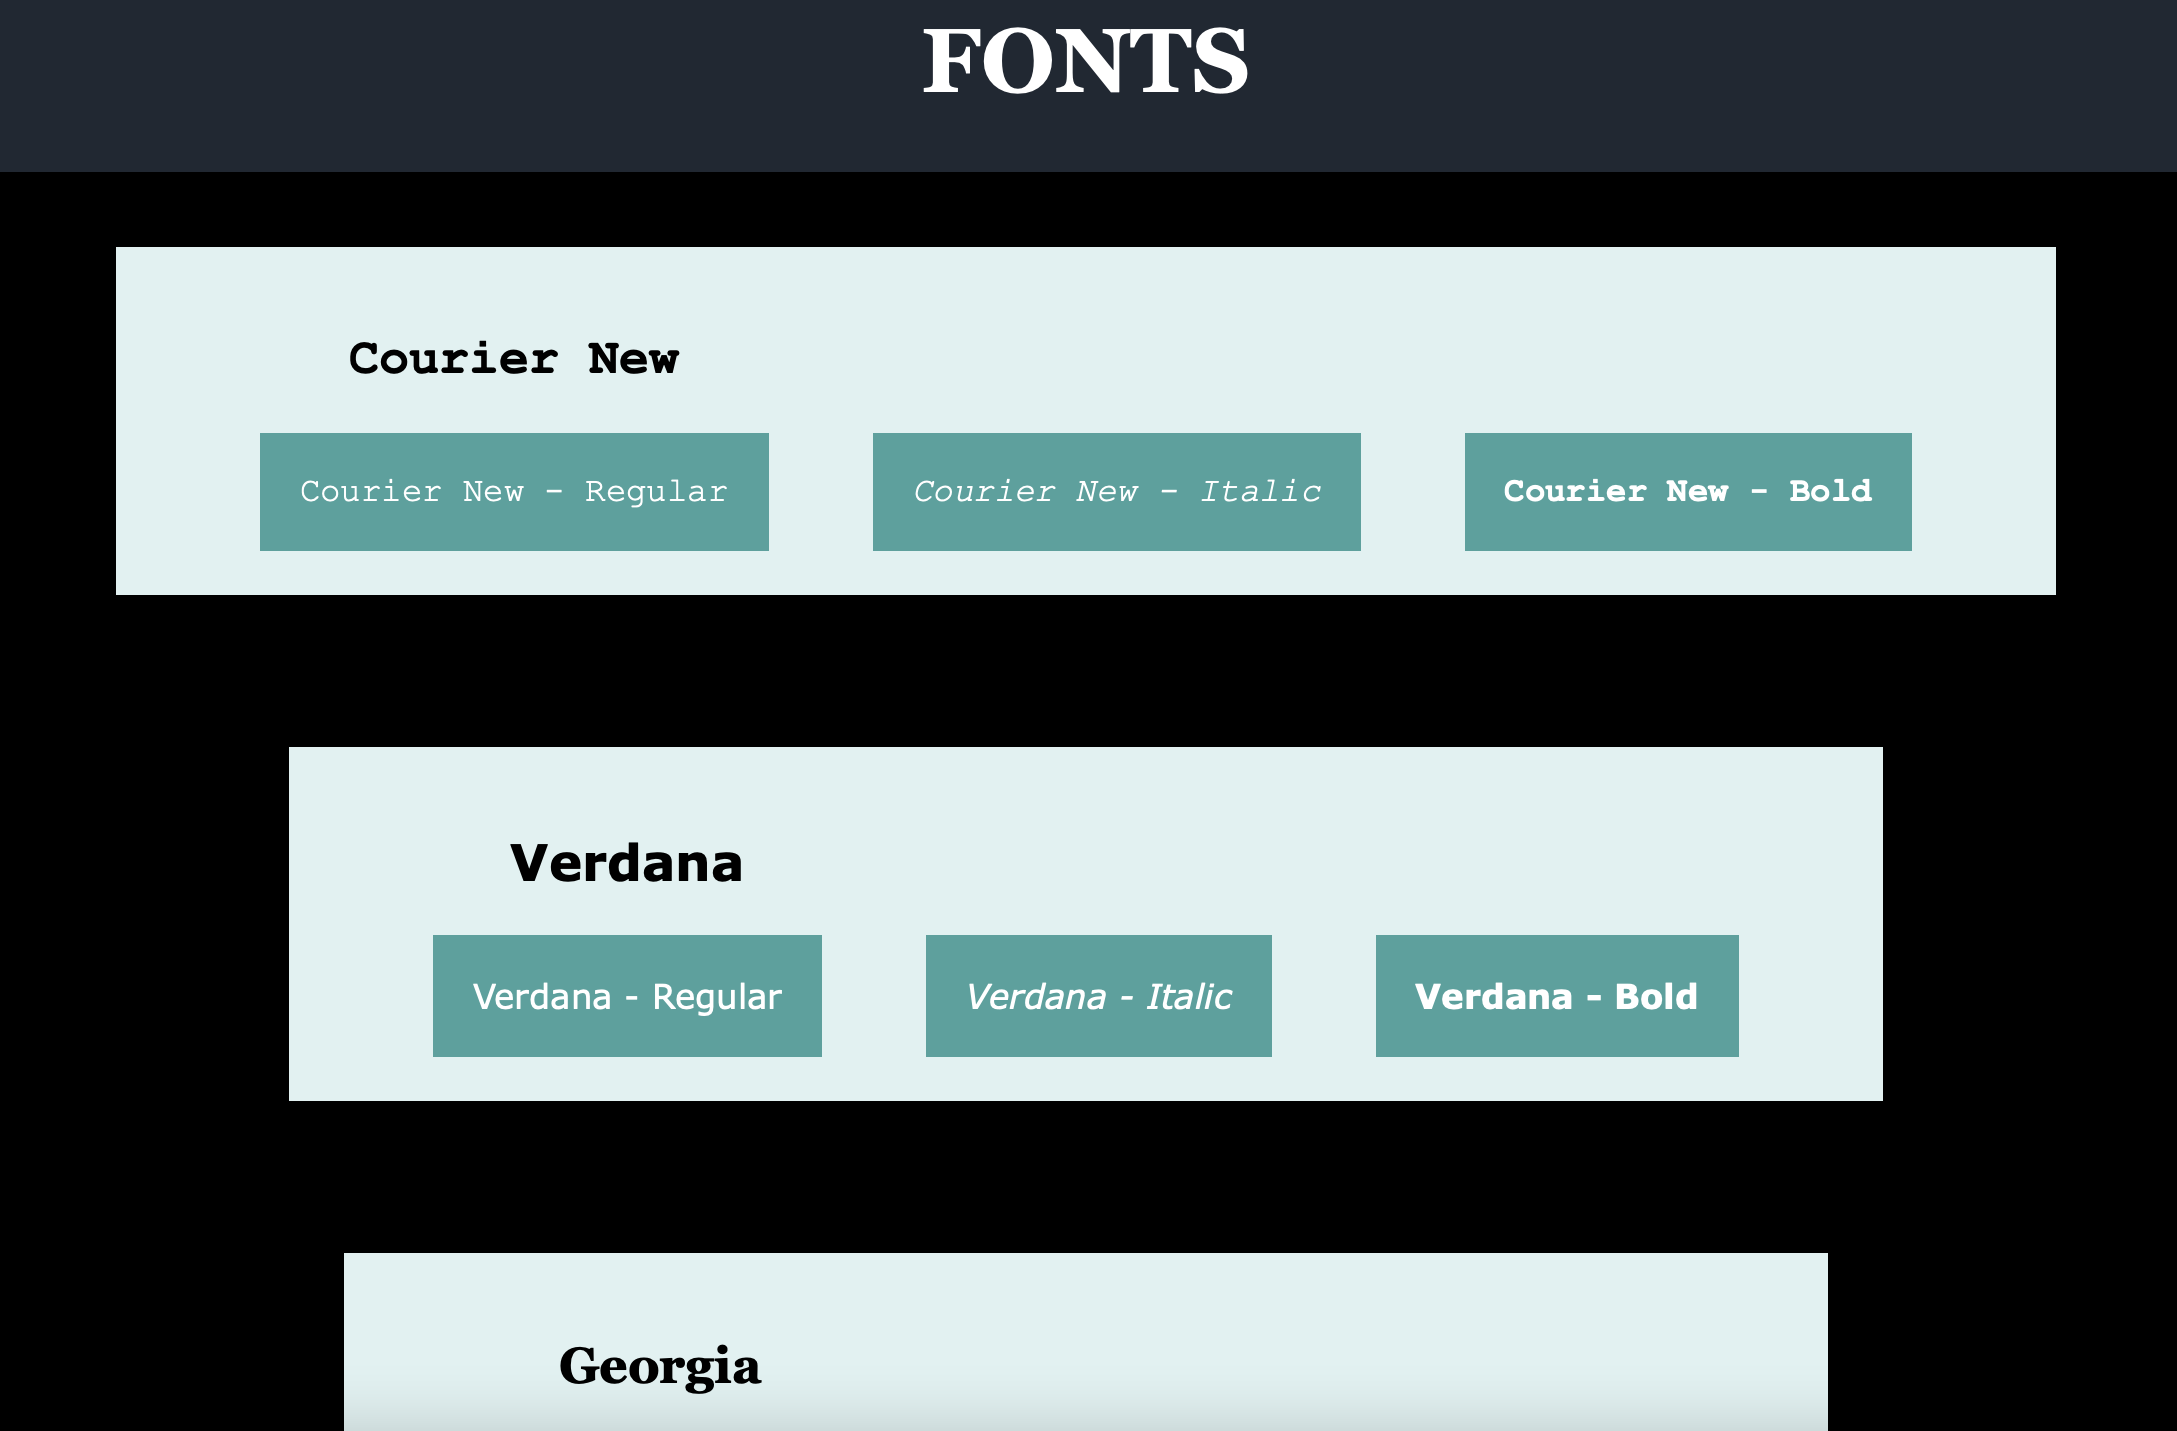 FONTS
Courier New
Courier New - Regular
Courier New - Italic
Courier New - Bold
Verdana
Verdana - Regular
Verdana - Italic
Verdana - Bold
Georgia